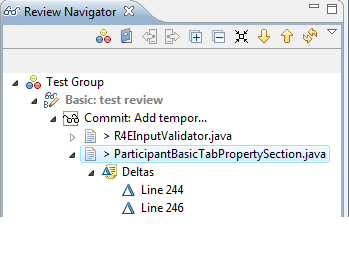 Review Navigator
Test Group
Basic: test review
Commit: Add tempor...
> R4EInputValidator.java
> ParticipantBasicTabPropertySection.java
Deltas
Line 244
Line 246